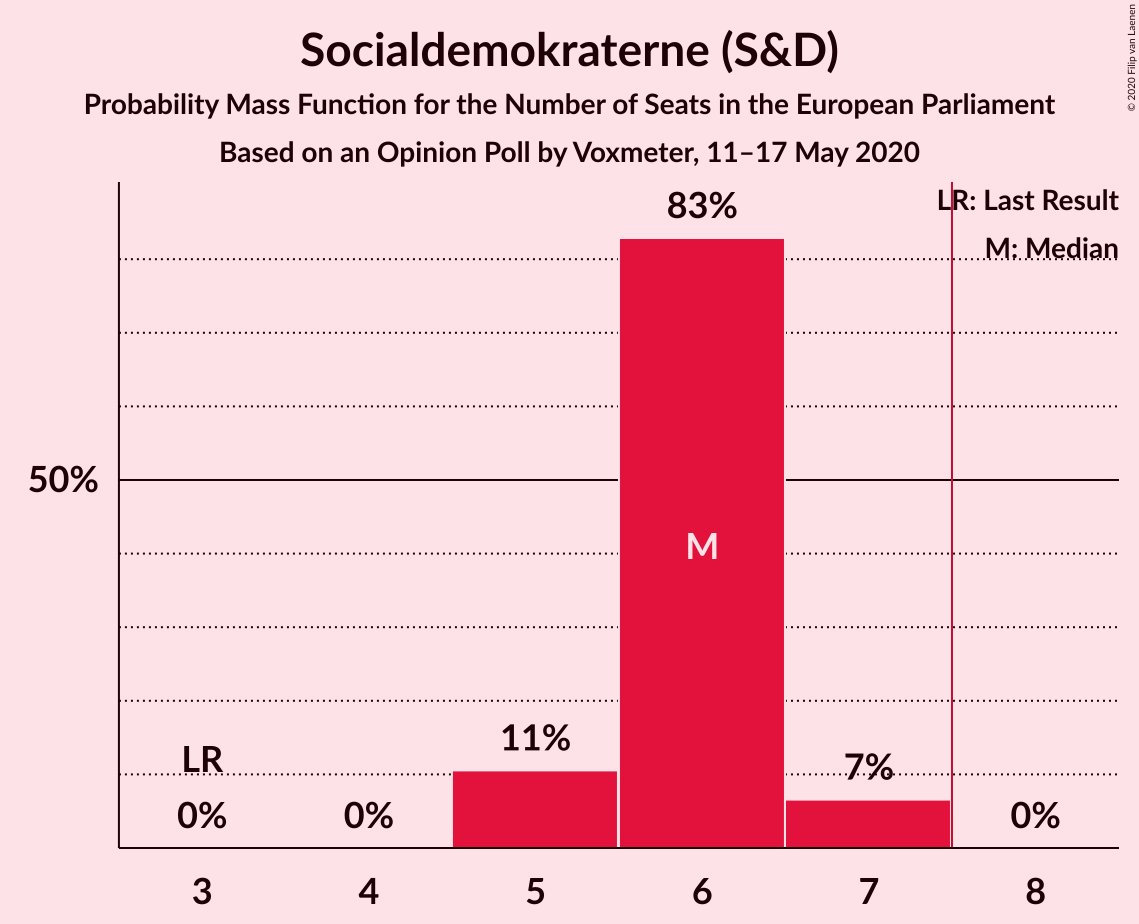 Socialdemokraterne (S&D)
Probability Mass Function for the Number of Seats in the European Parliament
Based on an Opinion Poll by Voxmeter, 11–17 May 2020
© 2020 Filip van Laenen
LR: Last Result
M: Median
83%
50%
M
11%
LR
7%
0%
0%
0%
3
4
5
6
7
8